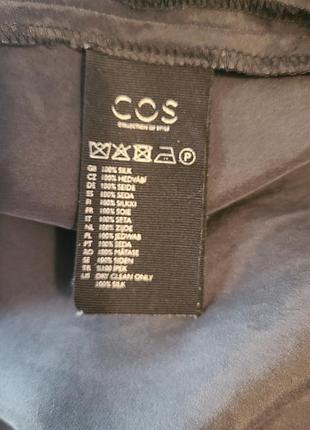 COS
COLLECTION OF STYLE
P
GB 100% SILK
CZ 100% HEDVÁBÍ
DE 100% SEIDE
ES 100% SEDA
FI 100% SILKKI
FR 100% SOIE
IT 100% SETA
NL 100% ZIJDE
PL 100% JEDWAB
PT 100% SEDA
RO 100% MĂTASE
SE 100% SIDEN
TR %100 İPEK
US DRY CLEAN ONLY
100% SILK